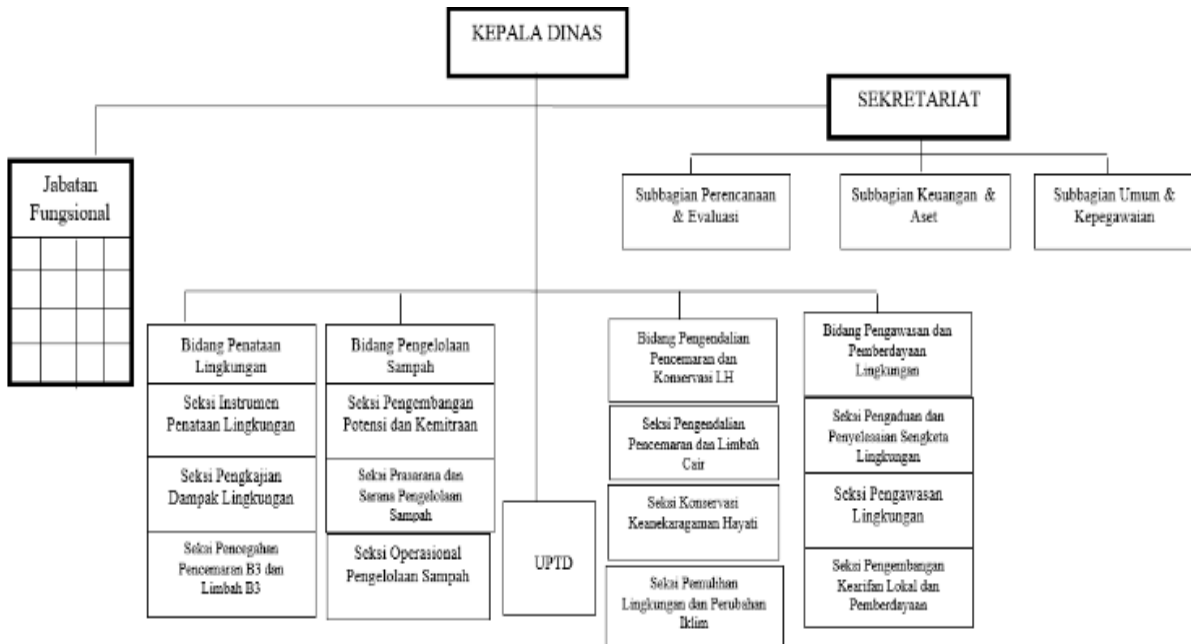 KEPALA DINAS
SEKRETARIAT
Jabatan
Fungsional
Subbagian Perencanaan
& Evaluasi
Subbagian Keuangan &
Aset
Subbagian Umum &
Kepegawaian
Bidang Penataan
Lingkungan
Seksi Instrumen
Penataan Lingkungan
Seksi Pengkajian
Dampak Lingkungan
Seksi Pencegahan
Pencemaran B3 dan
Limbah B3
Bidang Pengelolaan
Sampah
Seksi Pengembangan
Potensi dan Kemitraan
Seksi Prasarana dan
Sarana Pengelolaan
Sampah
Seksi Operasional
Pengelolaan Sampah
UPTD
Bidang Pengendalian
Pencemaran dan
Konservasi LH
Seksi Pengendalian
Pencemaran dan Limbah
Cair
Seksi Konservasi
Keanekaragaman Hayati
Seksi Pemulihan
Lingkungan dan Perubahan
Iklim
Bidang Pengawasan dan
Pemberdayaan
Lingkungan
Seksi Pengaduan dan
Penyelesaian Sengketa
Lingkungan
Seksi Pengawasan
Lingkungan
Seksi Pengembangan
Kearifan Lokal dan
Pemberdayaan